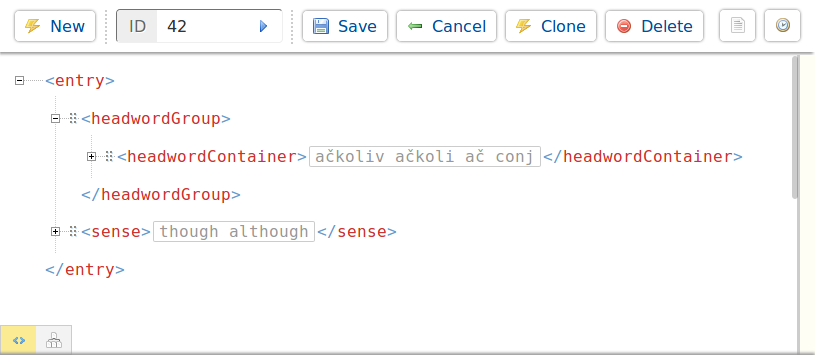 New ID 42 Save Cancel Clone Delete
<entry>
<headwordGroup>
<headwordContainer> ačkoliv ačkoli ač conj </headwordContainer>
</headwordGroup>
<sense> though although </sense>
</entry>